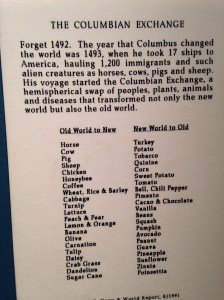 THE COLUMBIAN EXCHANGE
Forget 1492. The year that Columbus changed
the world was 1493, when he took 17 ships to
America, hauling 1,200 immigrants and such
alien creatures as horses, cows, pigs and sheep.
His voyage started the Columbian Exchange, a
hemispherical swap of peoples, plants, animals
and diseases that transformed not only the new
world but also the old world.
Old World to New New World to Old
Horse Turkey
Cow Potato
Pig Tobacco
Sheep Quinine
Chicken Corn
Honeybee Sweet Potato
Coffee Tomato
Wheat, Rice & Barley Bell, Chili Pepper
Cabbage Pimento
Turnip Cacao & Chocolate
Lettuce Vanilla
Peach & Pear Beans
Lemon & Orange Squash
Banana Pumpkin
Olive Avocado
Carnation Peanut
Tulip Guava
Daisy Pineapple
Crab Grass Sunflower
Dandelion Zinnia
Sugar Cane Poinsettia
News & World Report, 9/1991